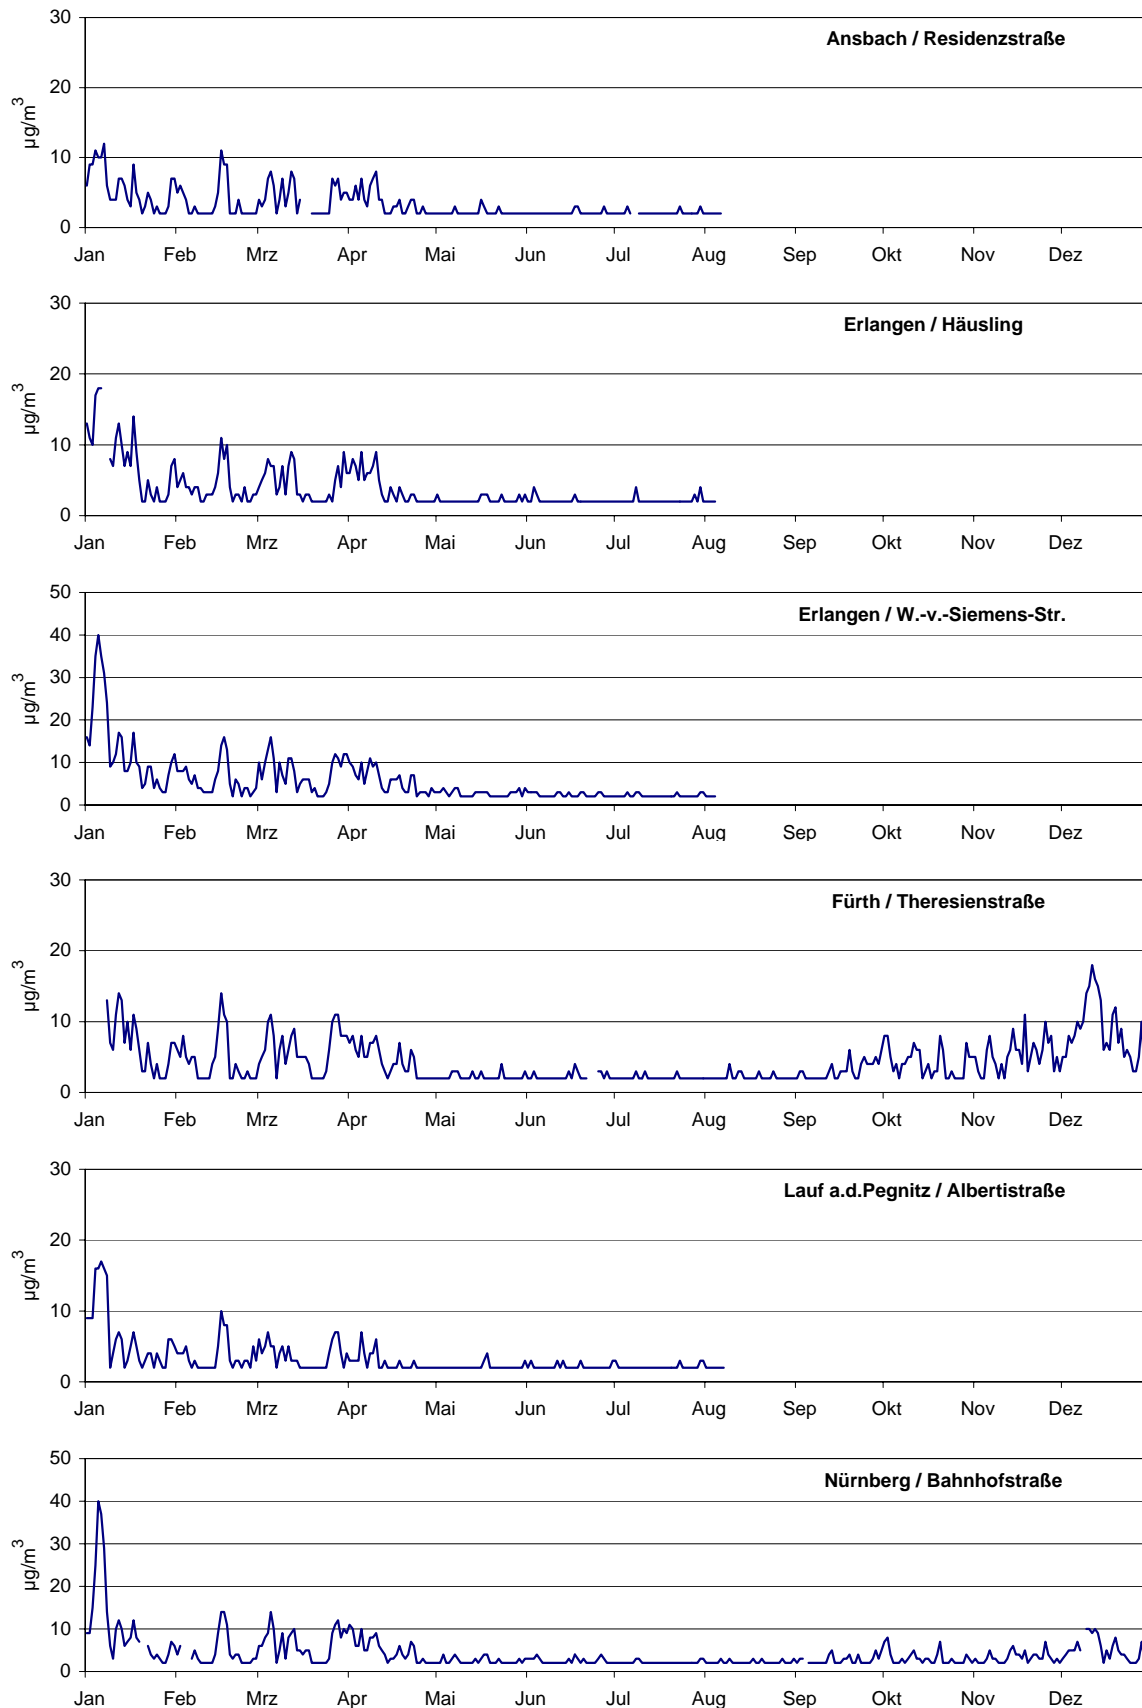 Ansbach / Residenzstraße
µg/m³
30
20
10
0
Jan Feb Mrz Apr Mai Jun Jul Aug Sep Okt Nov Dez
Erlangen / Häusling
µg/m³
30
20
10
0
Jan Feb Mrz Apr Mai Jun Jul Aug Sep Okt Nov Dez
Erlangen / W.-v.-Siemens-Str.
µg/m³
50
40
30
20
10
0
Jan Feb Mrz Apr Mai Jun Jul Aug Sep Okt Nov Dez
Fürth / Theresienstraße
µg/m³
30
20
10
0
Jan Feb Mrz Apr Mai Jun Jul Aug Sep Okt Nov Dez
Lauf a.d.Pegnitz / Albertistraße
µg/m³
30
20
10
0
Jan Feb Mrz Apr Mai Jun Jul Aug Sep Okt Nov Dez
Nürnberg / Bahnhofstraße
µg/m³
50
40
30
20
10
0
Jan Feb Mrz Apr Mai Jun Jul Aug Sep Okt Nov Dez